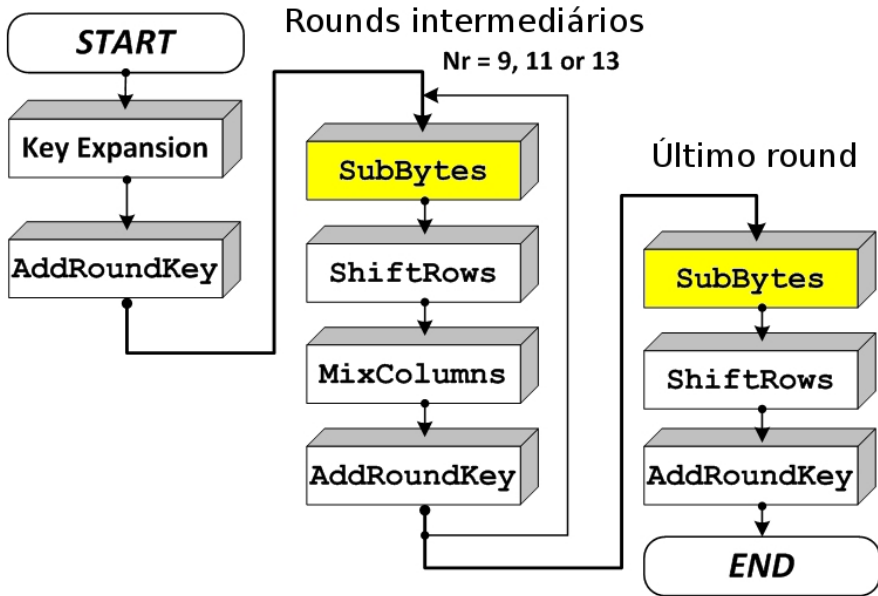 START
Key Expansion
AddRoundKey
Rounds intermediários
Nr = 9, 11 or 13
SubBytes
ShiftRows
MixColumns
AddRoundKey
Último round
SubBytes
ShiftRows
AddRoundKey
END